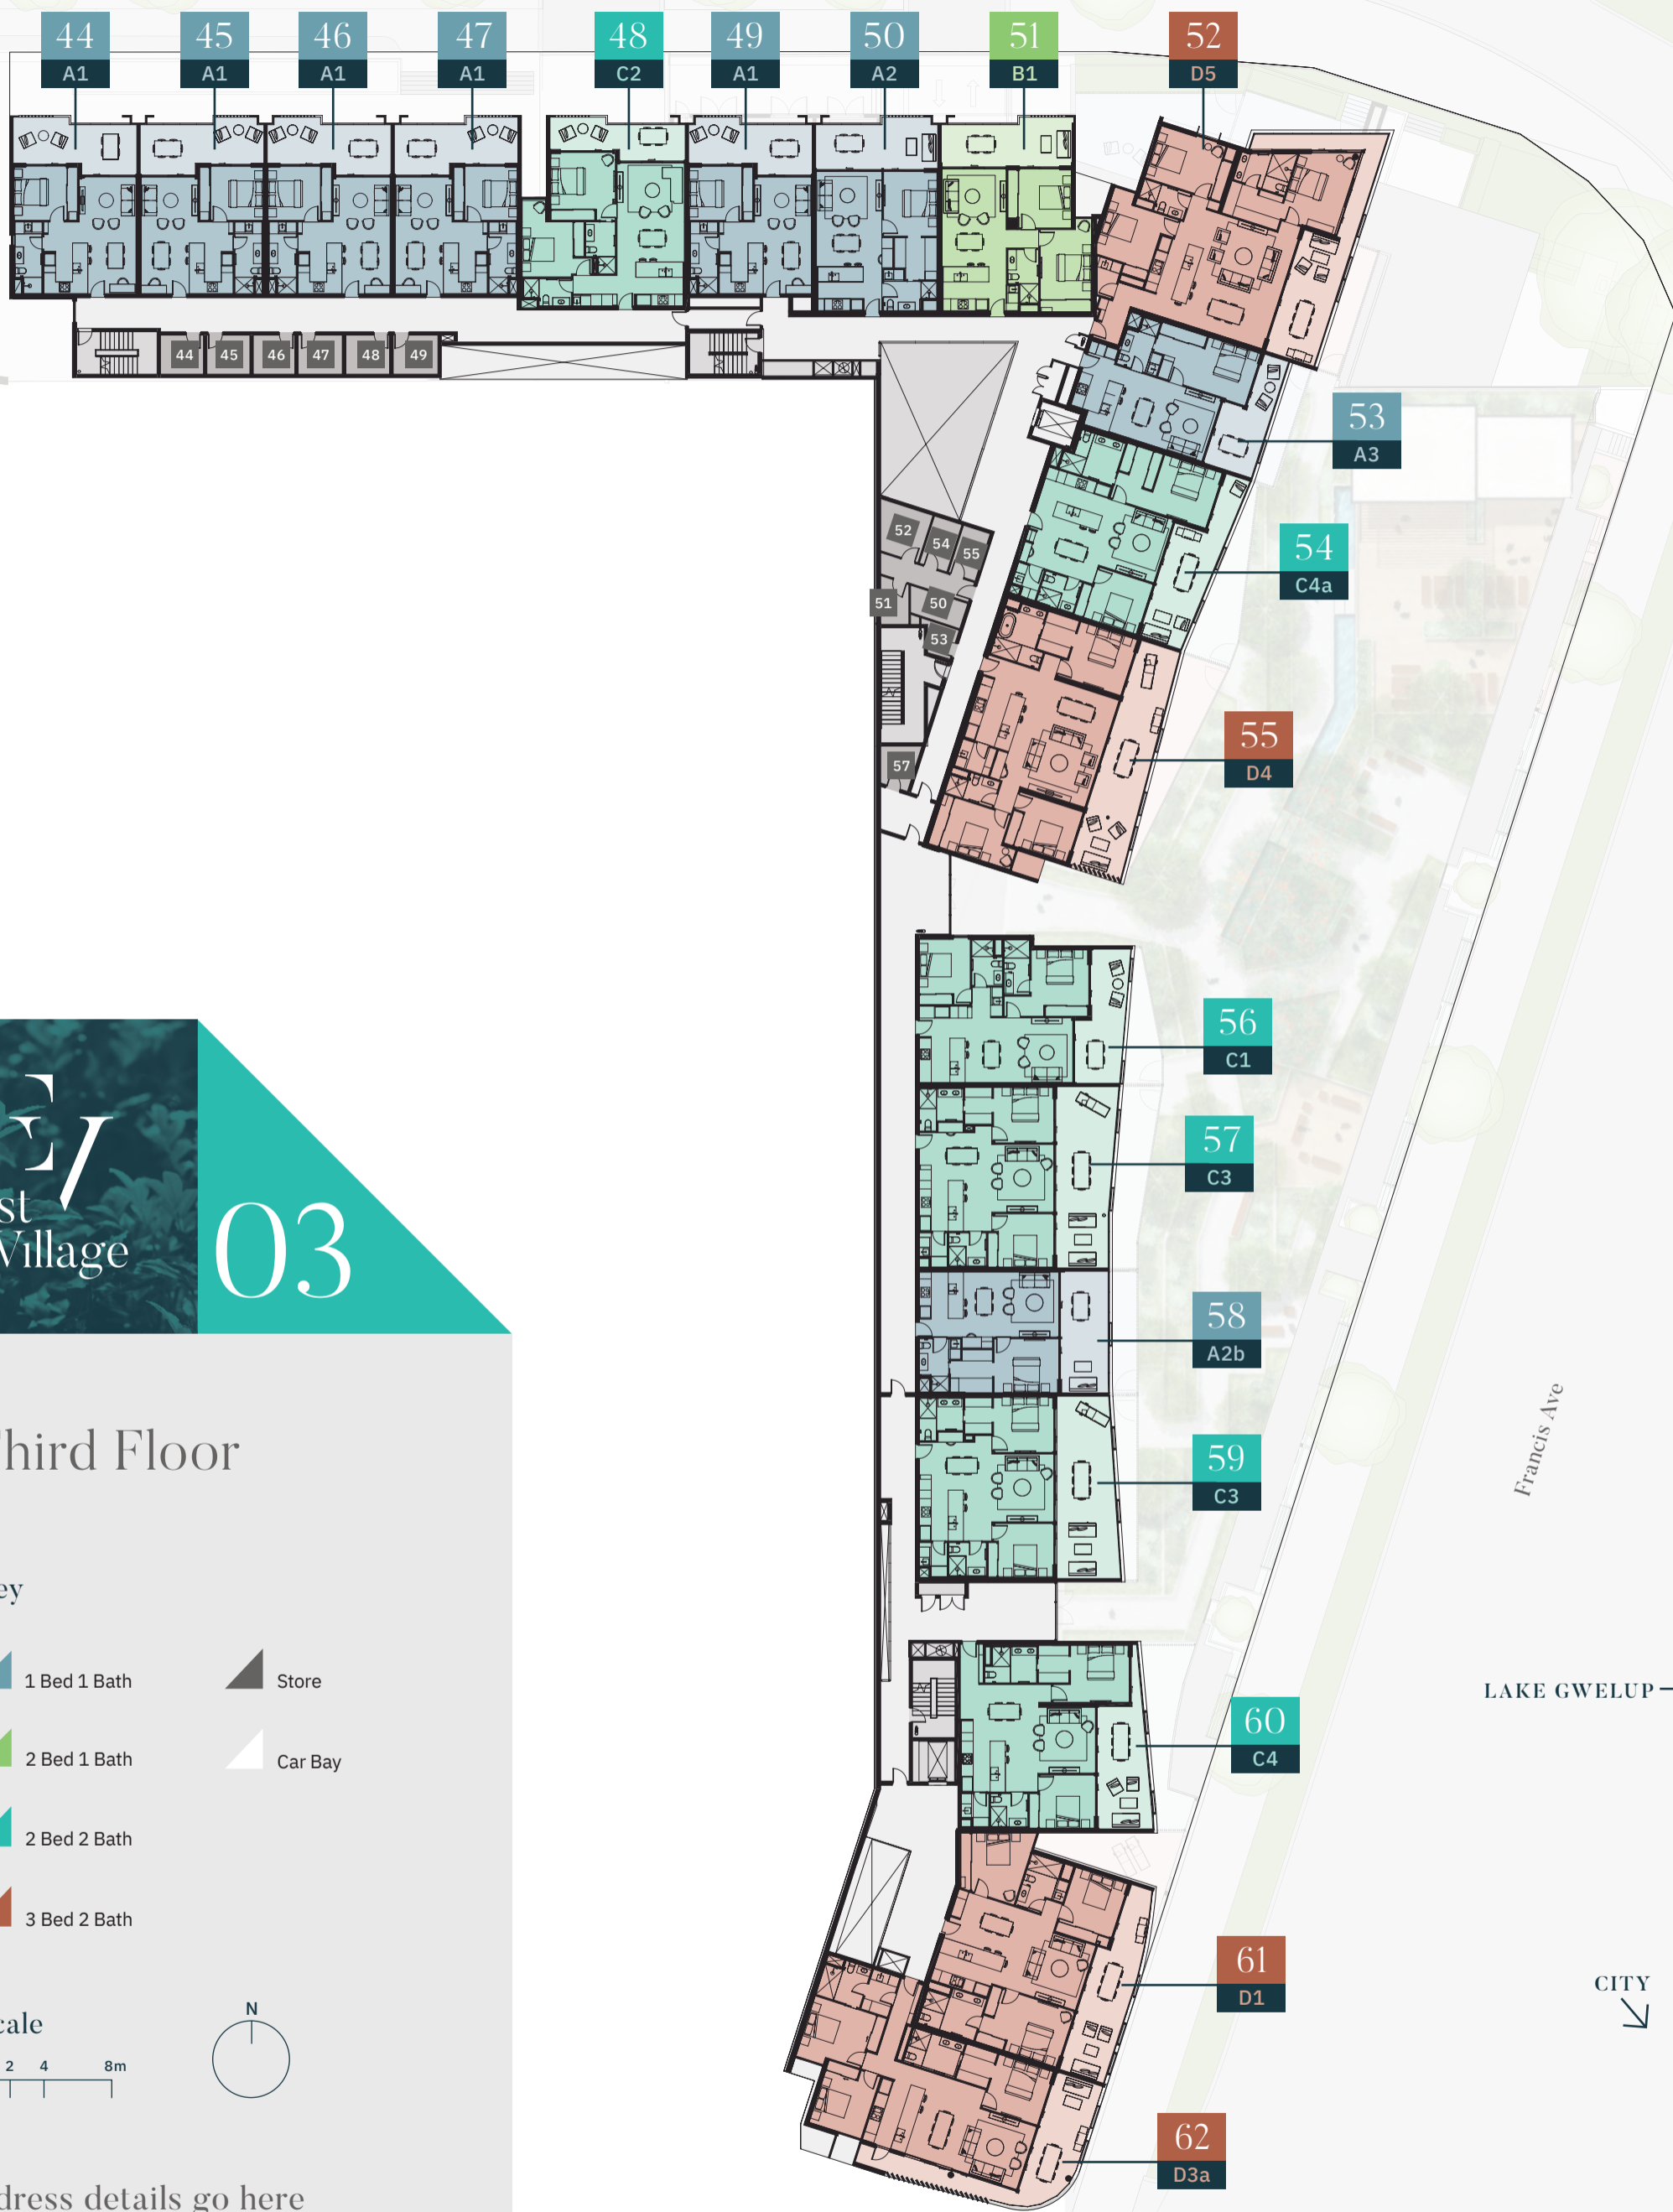 44
A1
45
A1
46
A1
47
A1
48
C2
49
A1
50
A2
51
B1
52
D5
44
45
46
47
48
49
53
A3
52
54
55
51
50
53
54
C4a
55
D4
57
56
C1
57
C3
58
A2b
59
C3
60
C4
61
D1
62
D3a
EV
st
Village
03
hird Floor
ey
1 Bed 1 Bath
Store
2 Bed 1 Bath
Car Bay
2 Bed 2 Bath
3 Bed 2 Bath
cale
2 4 8m
N
dress details go here
Francis Ave
LAKE GWELUP
CITY